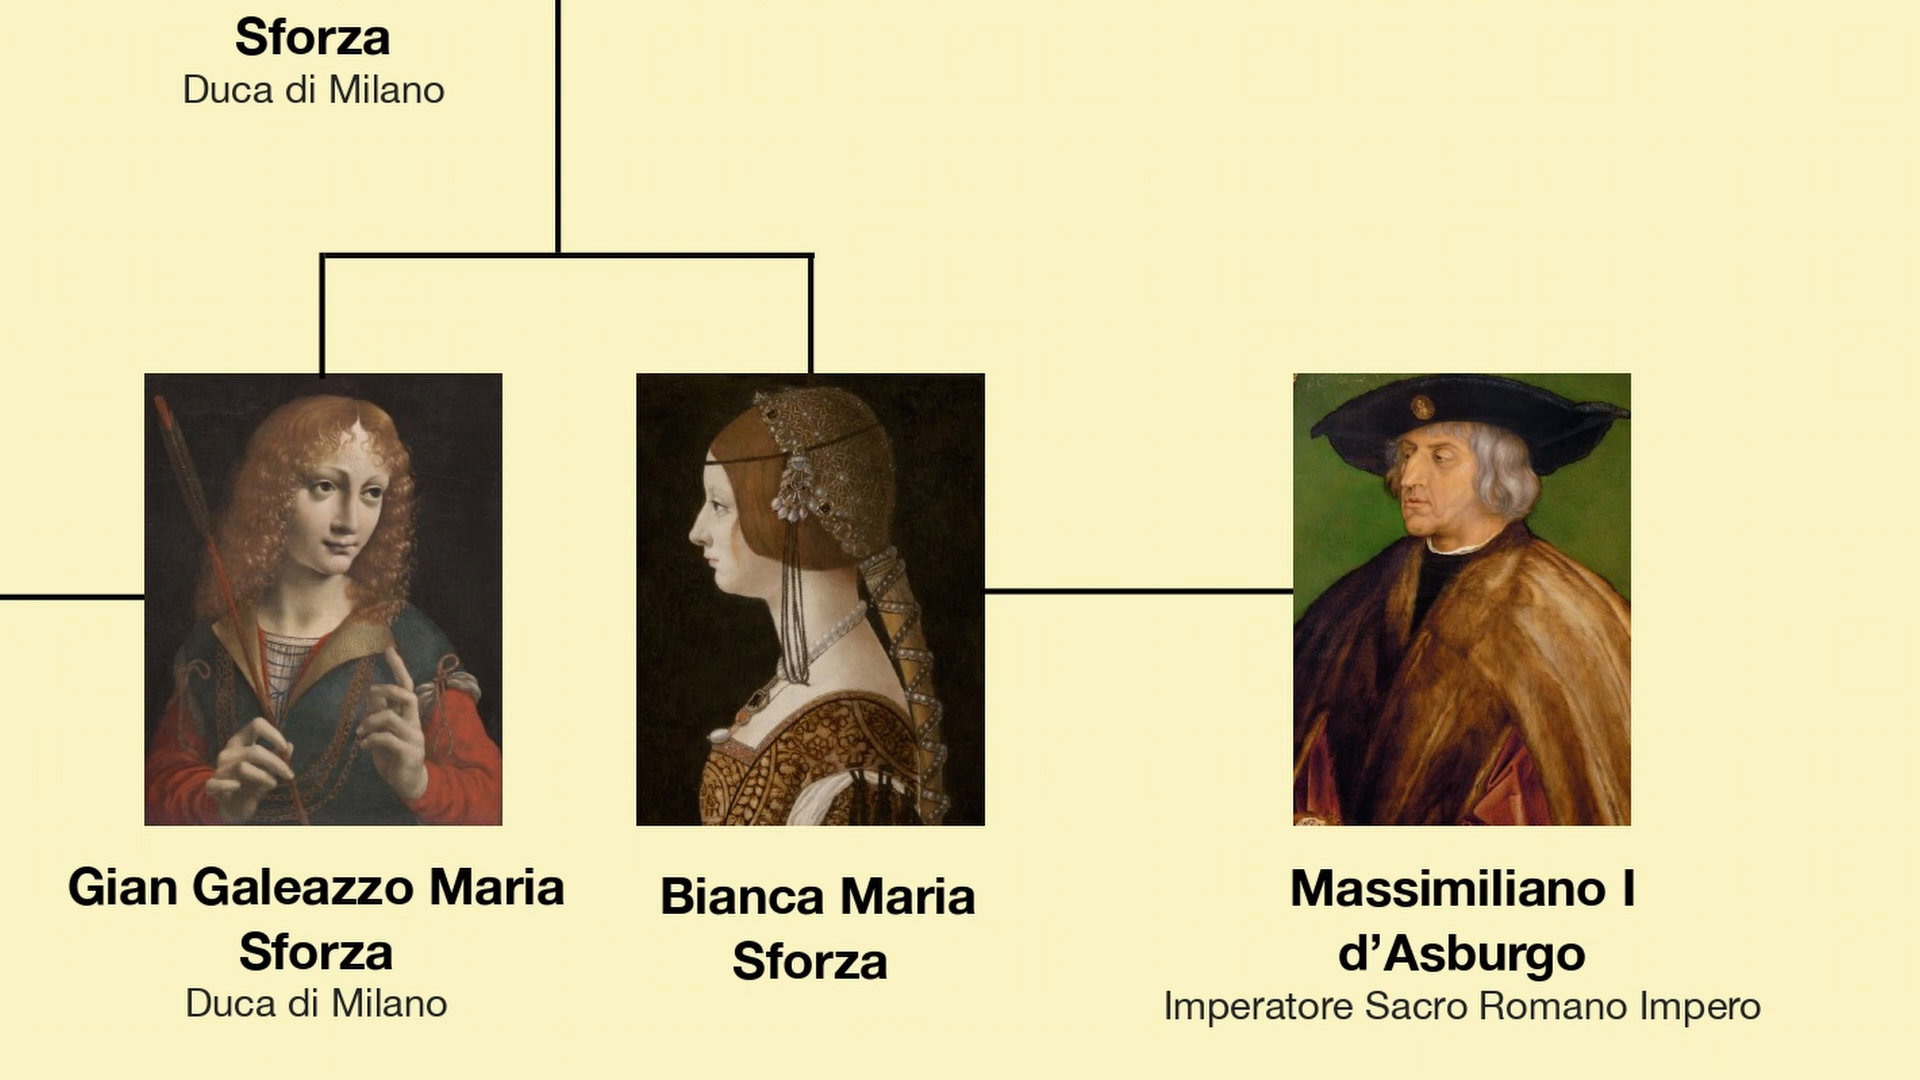 Sforza
Duca di Milano
Gian Galeazzo Maria
Sforza
Duca di Milano
Bianca Maria
Sforza
Massimiliano I
d’Asburgo
Imperatore Sacro Romano Impero